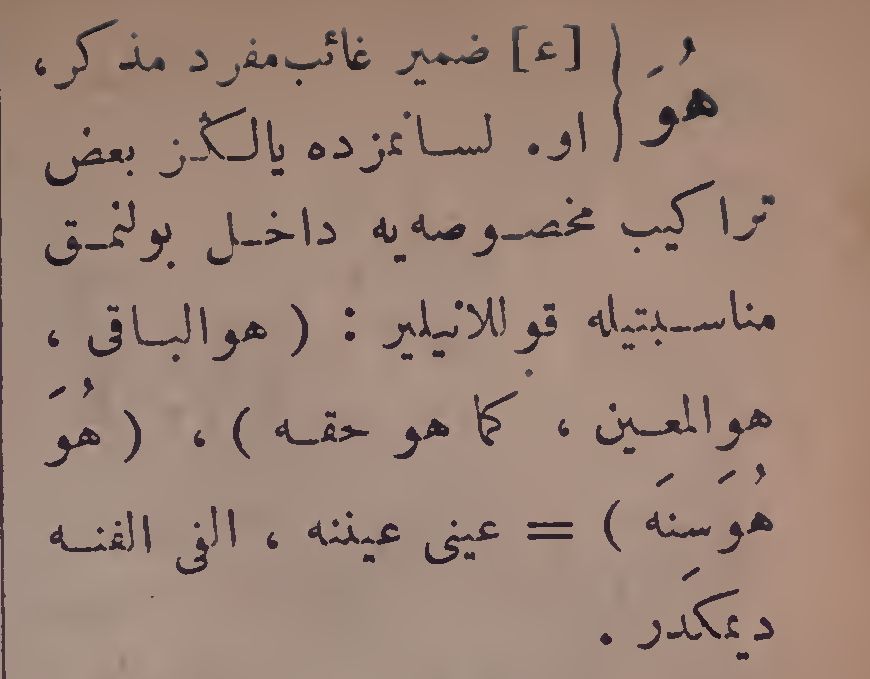 هُوَ { [ع] ضمير غائب مفرد مذكر،
او. لسانمزده يالكز بعض
تراكيب مخصوصه يه داخل بولنمق
مناسبتيله قوللانيلير : ( هوالباقى ،
هوالمعين ، كما هو حقه ) ، ( هُوَ
هُوَسنَه ) = عينى عيننه ، الفى الفنه
ديمكدر .